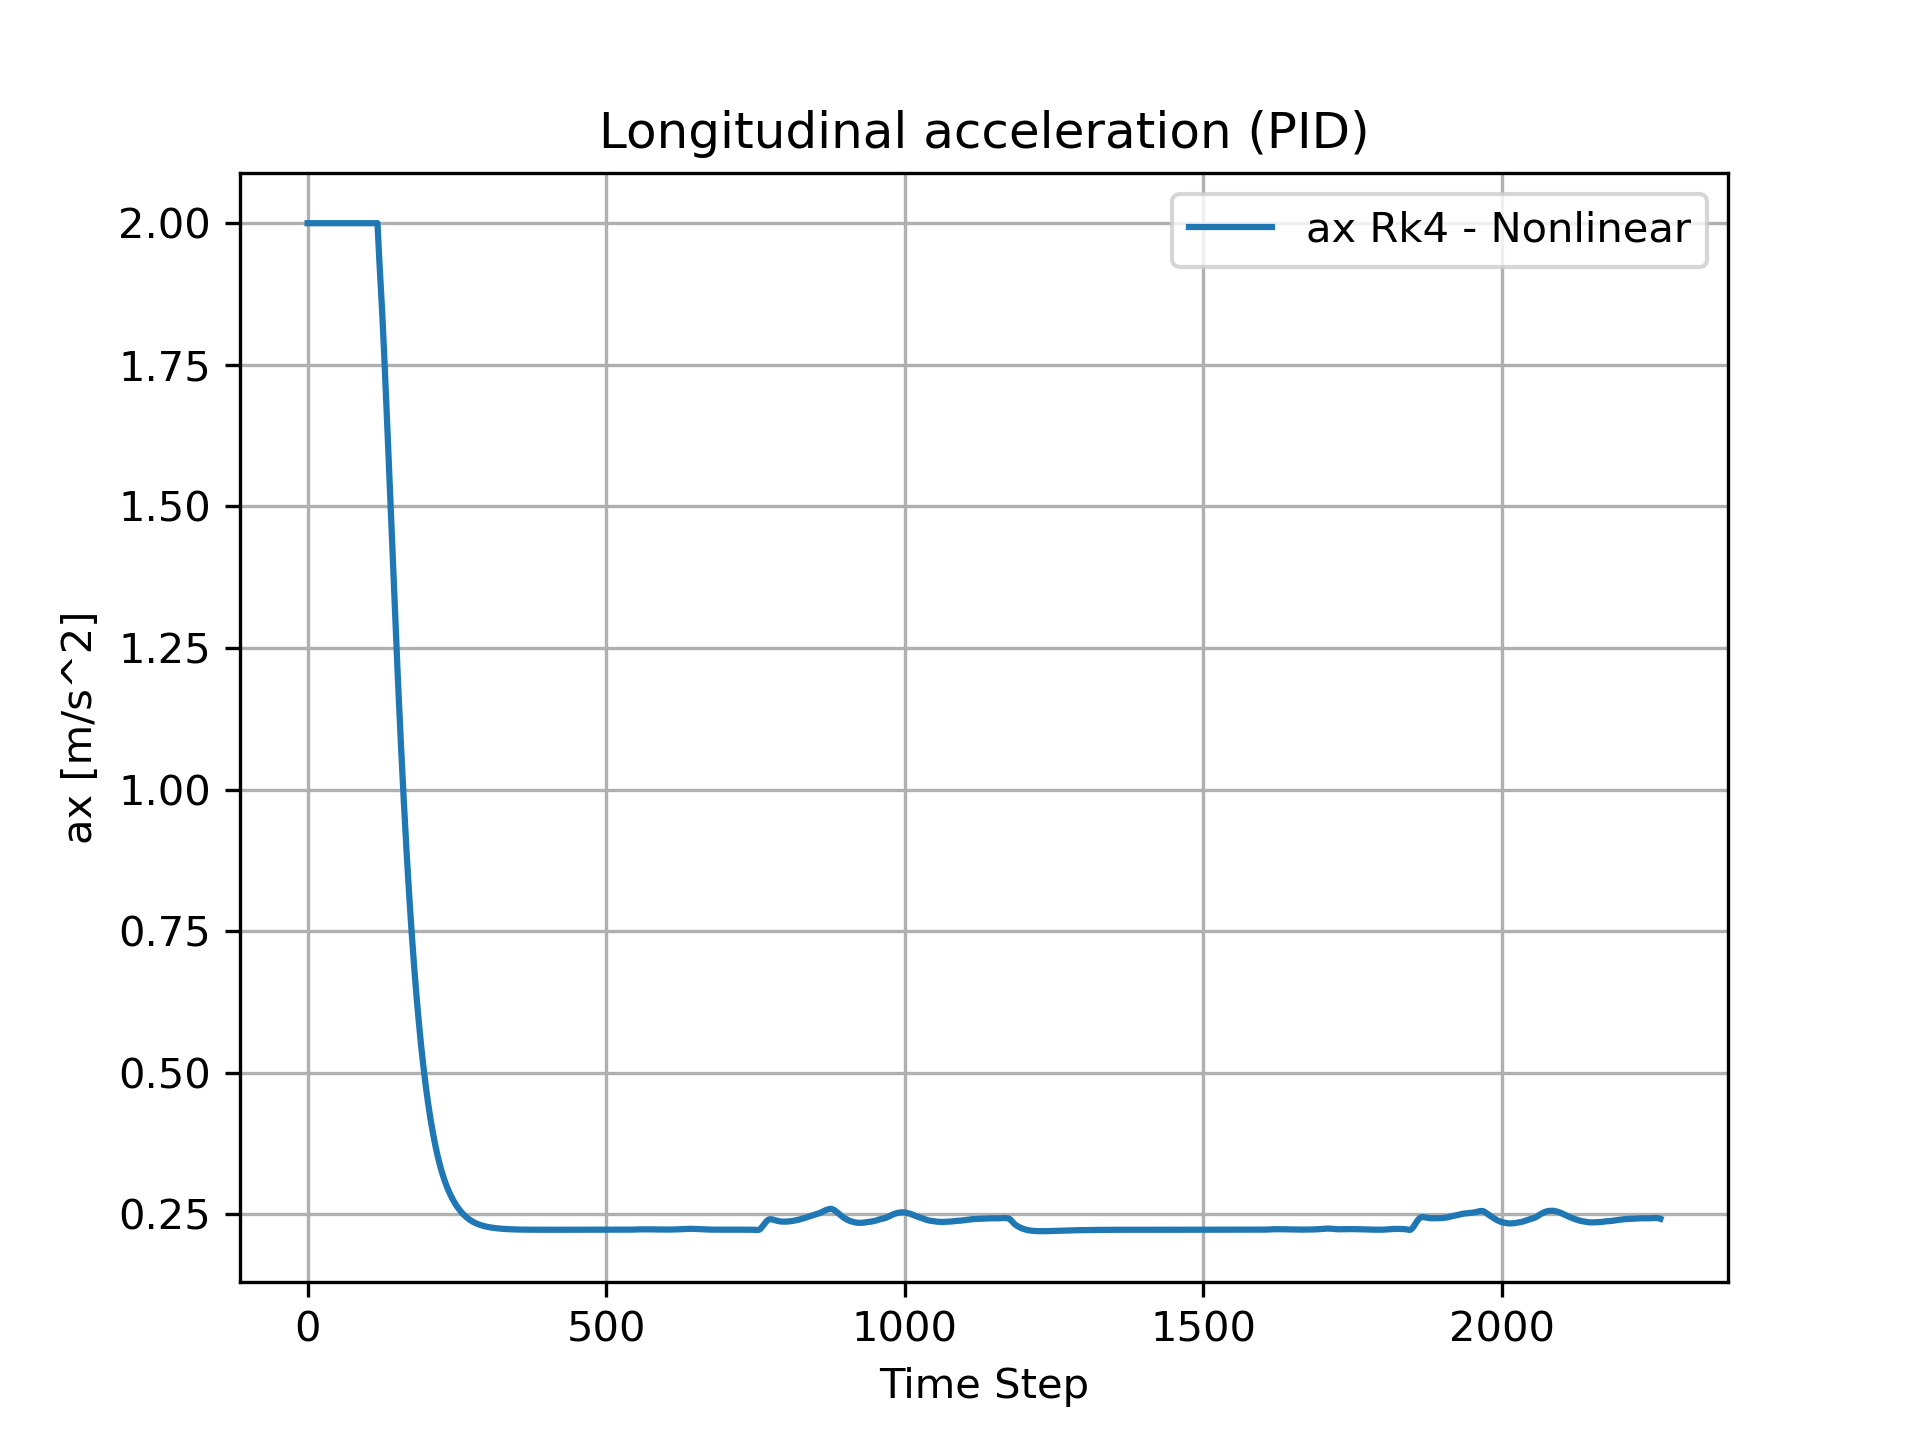 Longitudinal acceleration (PID)
ax Rk4 - Nonlinear
ax [m/s^2]
2.00
1.75
1.50
1.25
1.00
0.75
0.50
0.25
0 500 1000 1500 2000
Time Step